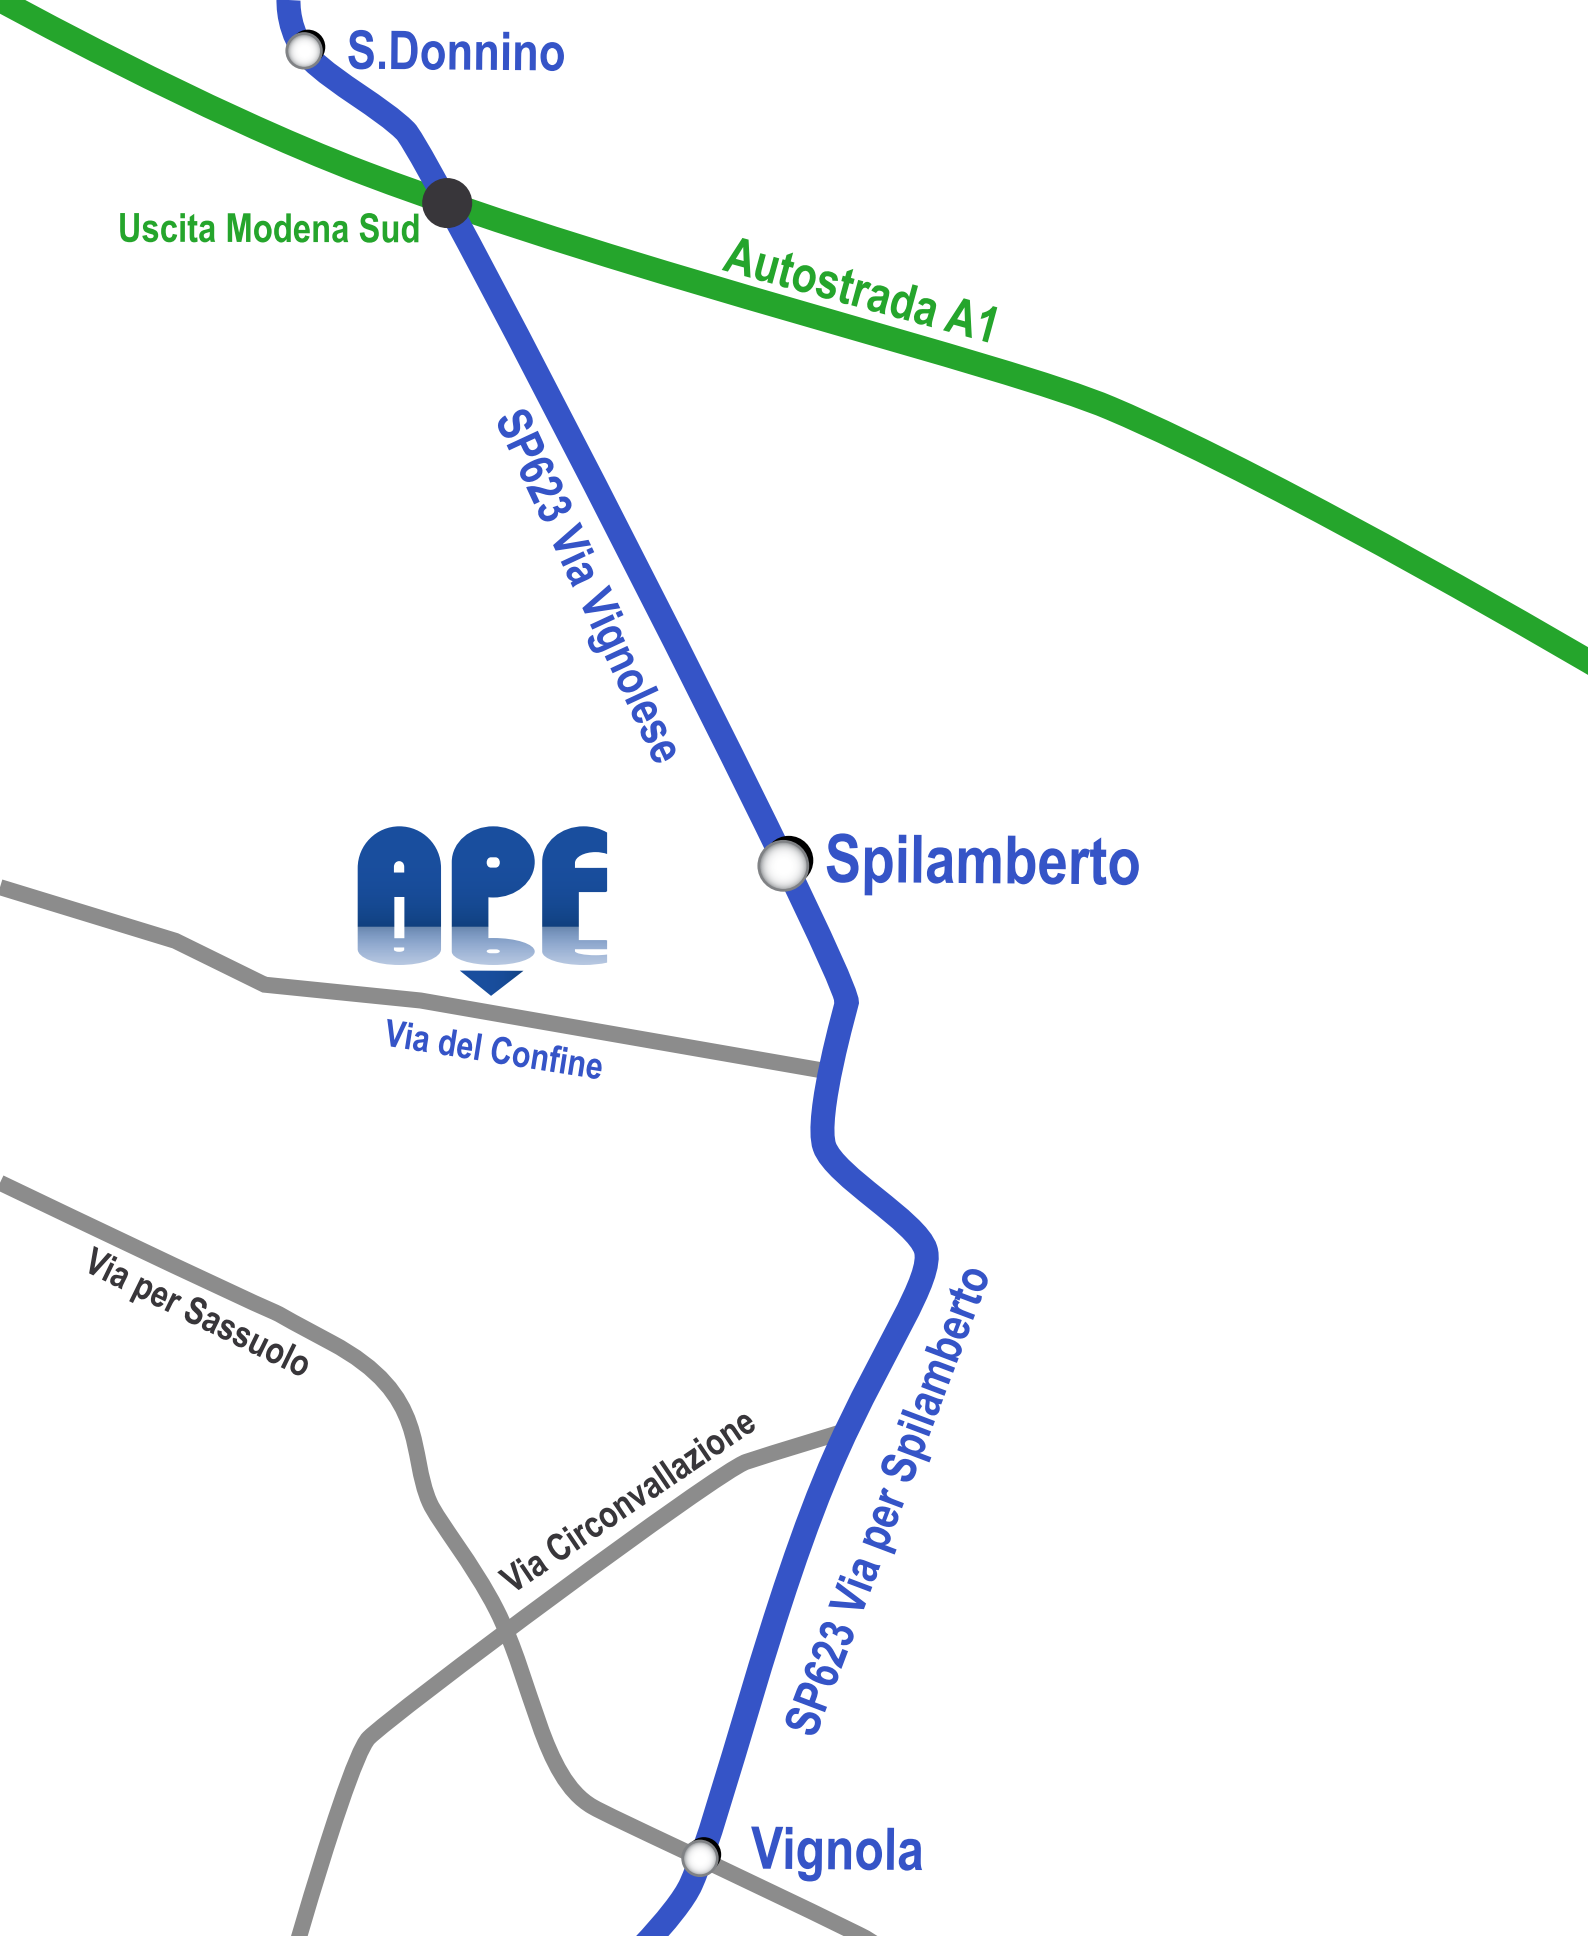 S.Donnino
Uscita Modena Sud
Autostrada A1
SP623 Via Vignolese
APF
Spilamberto
Via del Confine
Via per Sassuolo
Via Circonvallazione
SP623 Via per Spilamberto
Vignola